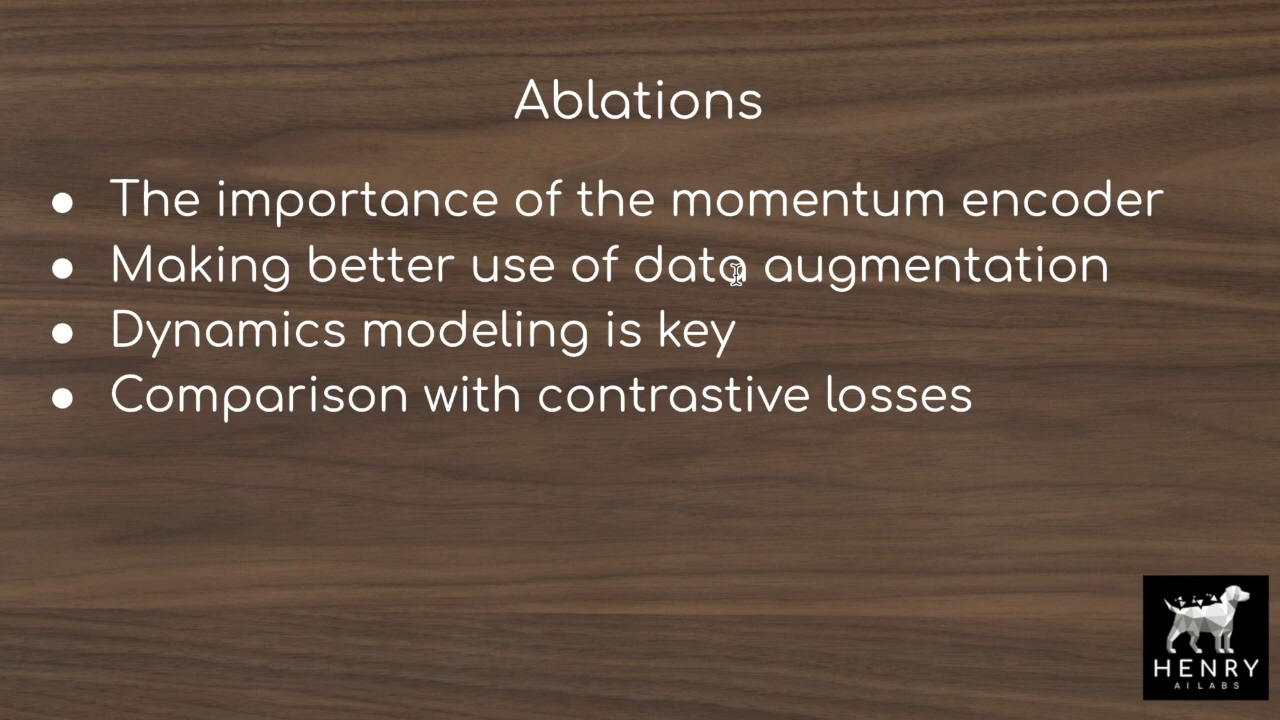 Ablations
● The importance of the momentum encoder
● Making better use of data augmentation
● Dynamics modeling is key
● Comparison with contrastive losses
HENRY
AI LABS